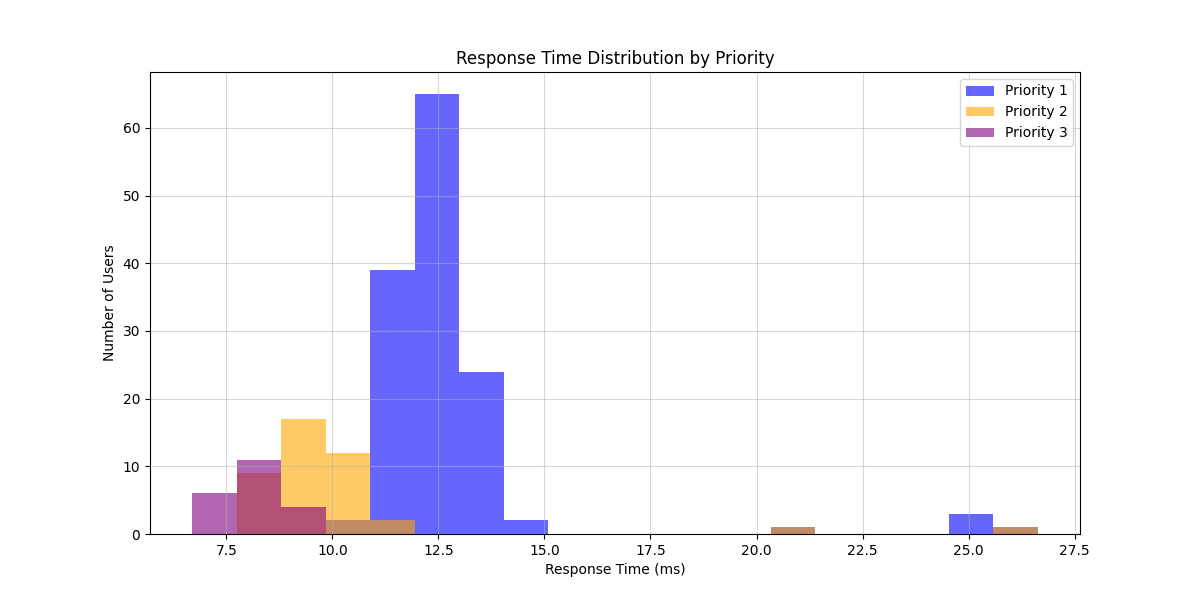 Response Time Distribution by Priority
Priority 1
Priority 2
Priority 3
Number of Users
60
50
40
30
20
10
0
7.5 10.0 12.5 15.0 17.5 20.0 22.5 25.0 27.5
Response Time (ms)